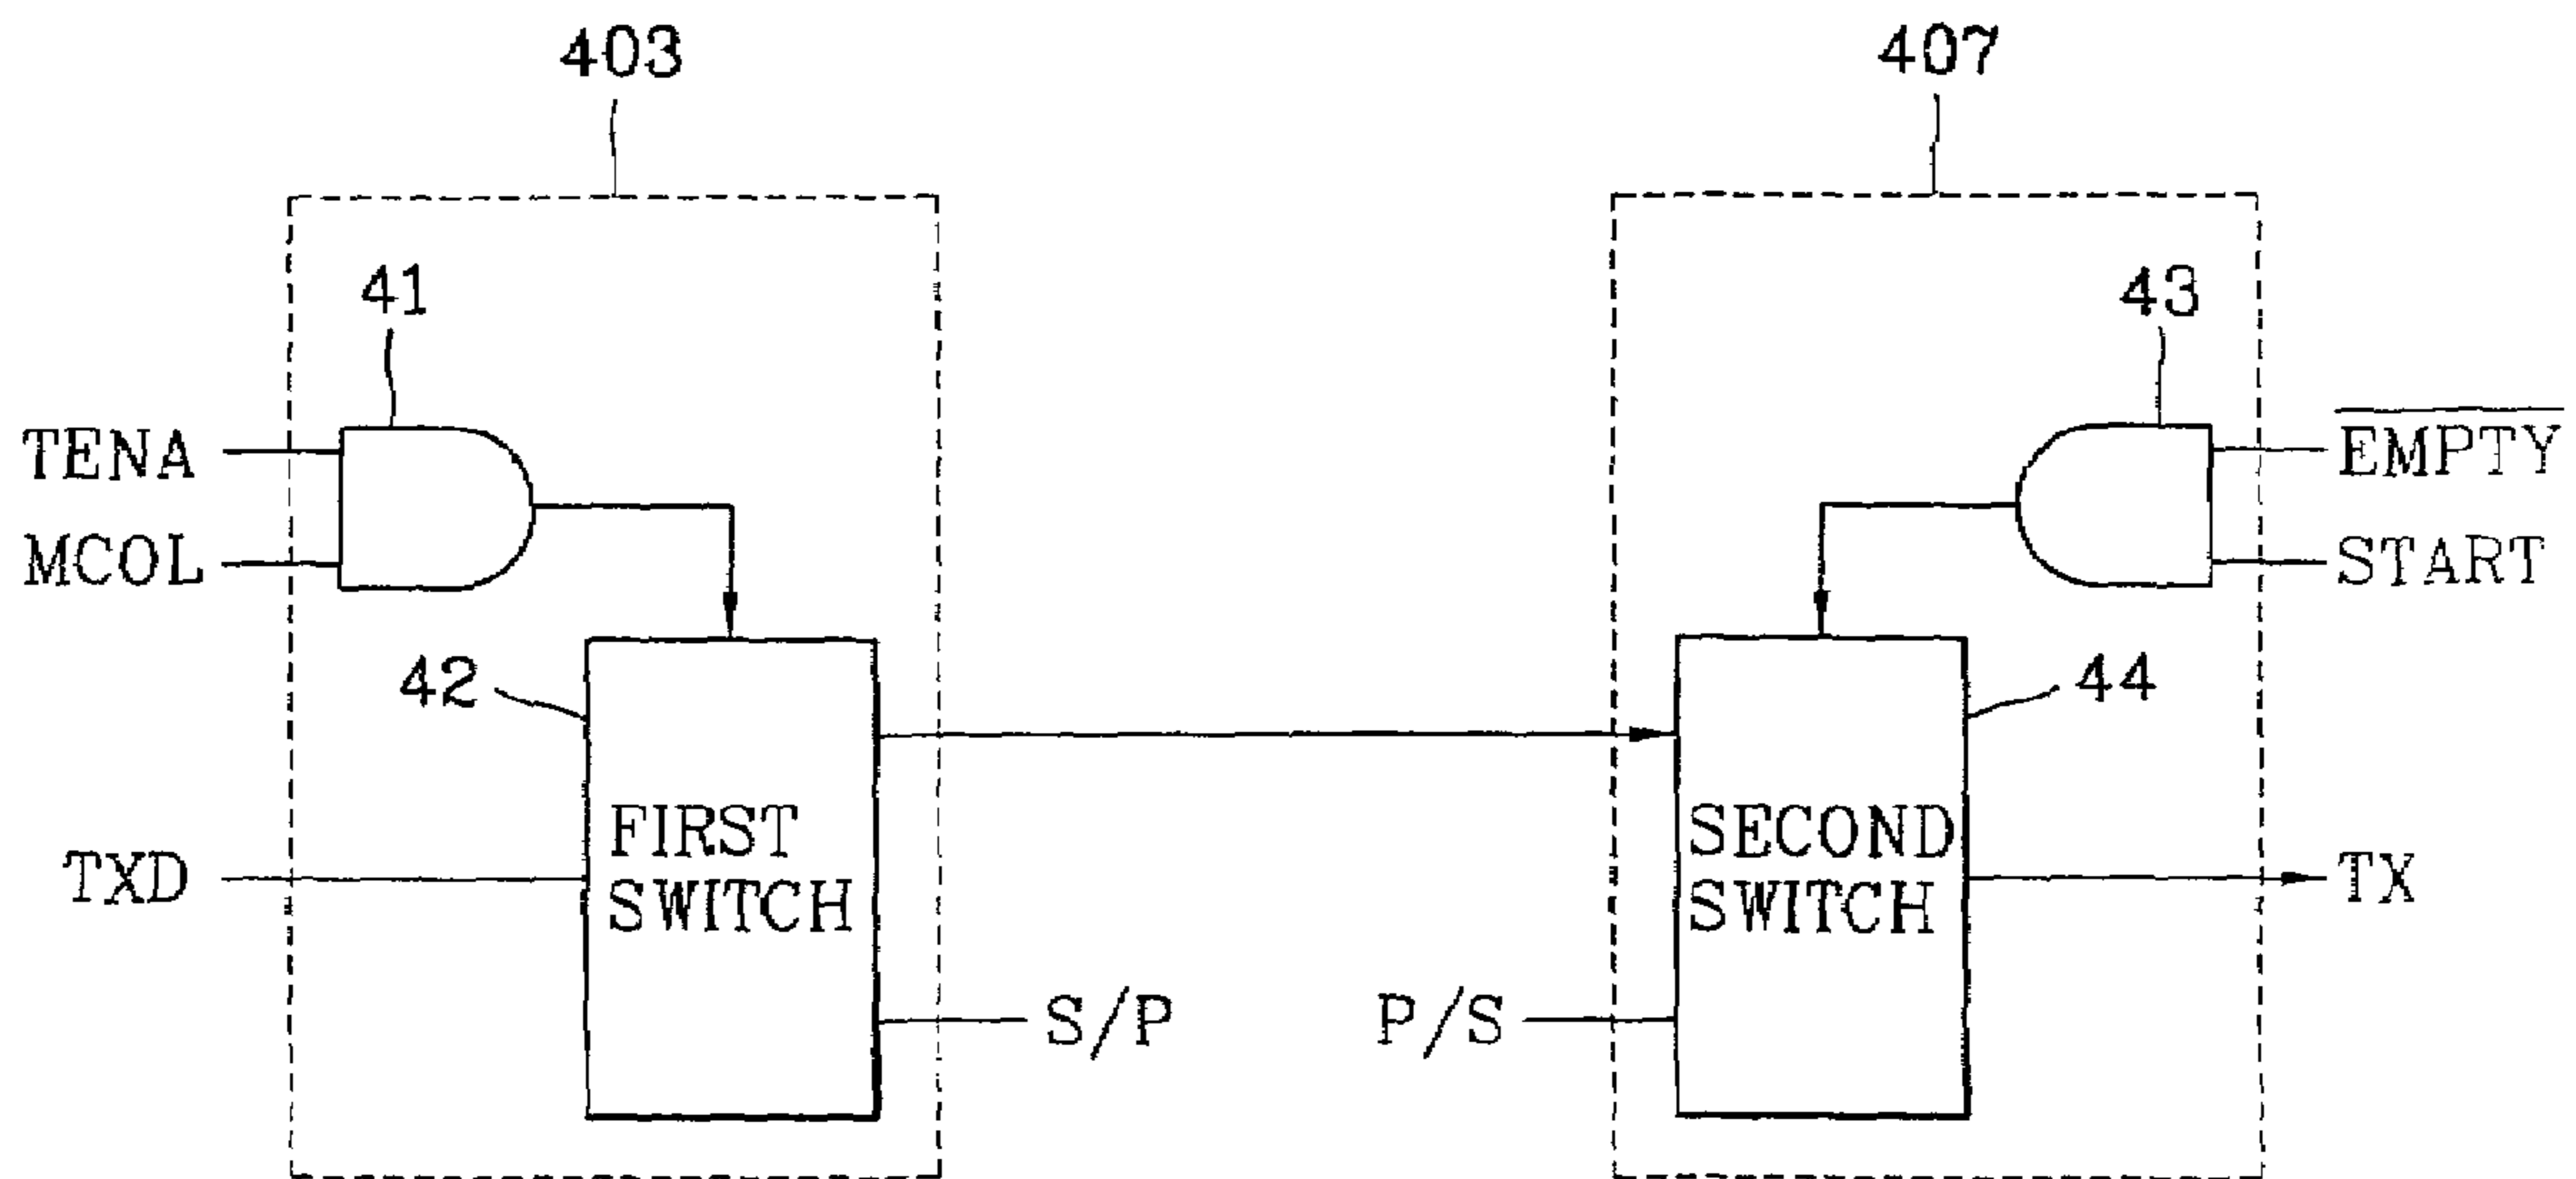 403
407
41
43
TENA
EMPTY
MCOL
START
42
44
FIRST
SWITCH
SECOND
SWITCH
TXD
TX
S/P
P/S